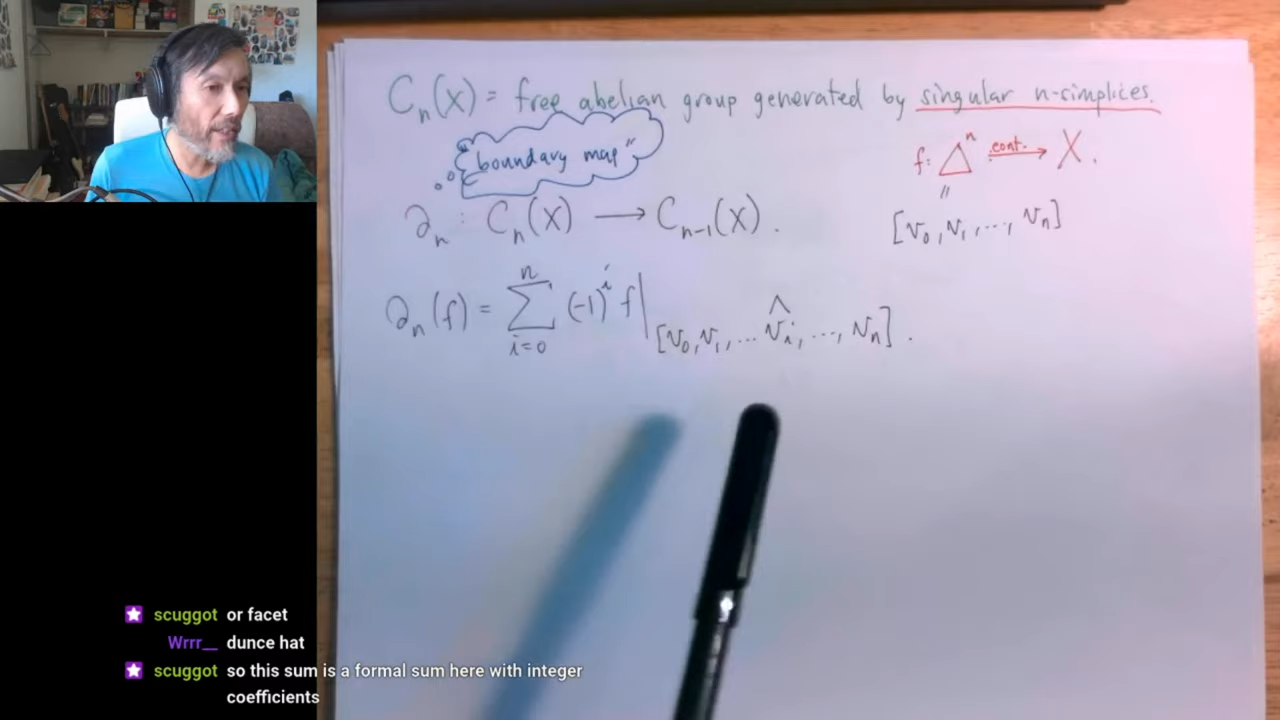 Cₙ(X) = free abelian group generated by singular n-simplices.
"boundary map"
f: Δⁿ cont. → X.
||
[v₀, v₁, ..., vₙ]
∂ₙ : Cₙ(X) → Cₙ₋₁(X).
∂ₙ(f) = Σ i=0 n (-1)ⁱ f|[v₀, v₁, ... v̂ᵢ, ..., vₙ].
scuggot or facet
Wrrr__ dunce hat
scuggot so this sum is a formal sum here with integer
coefficients